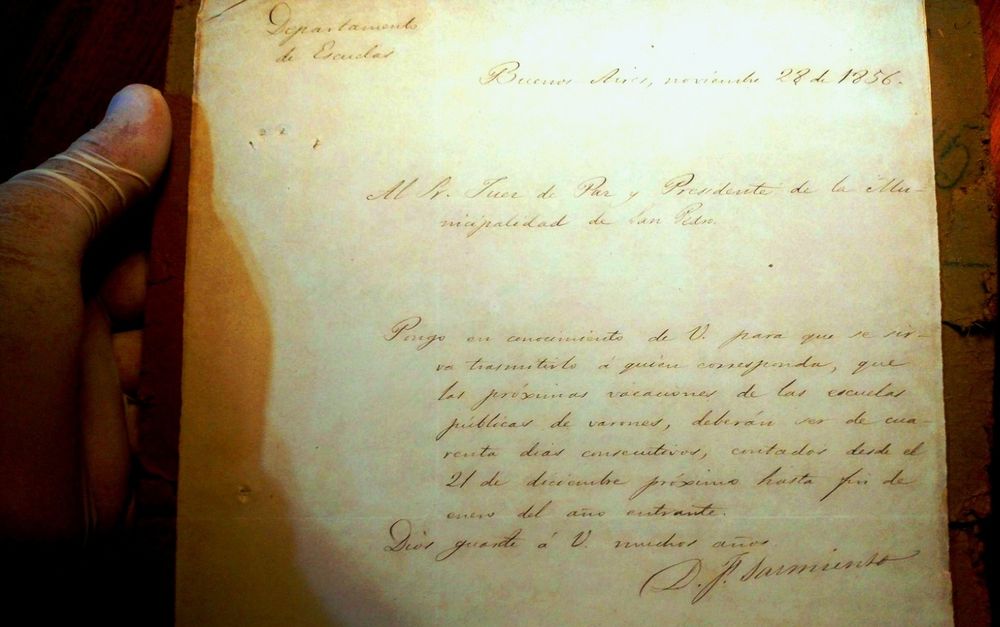 Departamento
de Escuelas
Buenos Aires, noviembre 28 de 1856.
Al Sr. Juez de Paz y Presidente de la Mu-
nicipalidad de San Pedro.
Pongo en conocimiento de V. para que se sir-
va trasmitirlo á quien corresponda, que
las próximas vacaciones de las escuelas
públicas de varones, deberán ser de cua-
renta dias consecutivos, contados desde el
21 de diciembre próximo hasta fin de
enero del año entrante.
Dios guarde á V. muchos años.
D. F. Sarmiento